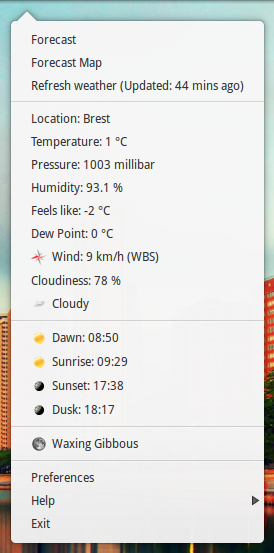 Forecast
Forecast Map
Refresh weather (Updated: 44 mins ago)
Location: Brest
Temperature: 1 °C
Pressure: 1003 millibar
Humidity: 93.1 %
Feels like: -2 °C
Dew Point: 0 °C
Wind: 9 km/h (WBS)
Cloudiness: 78 %
Cloudy
Dawn: 08:50
Sunrise: 09:29
Sunset: 17:38
Dusk: 18:17
Waxing Gibbous
Preferences
Help
Exit